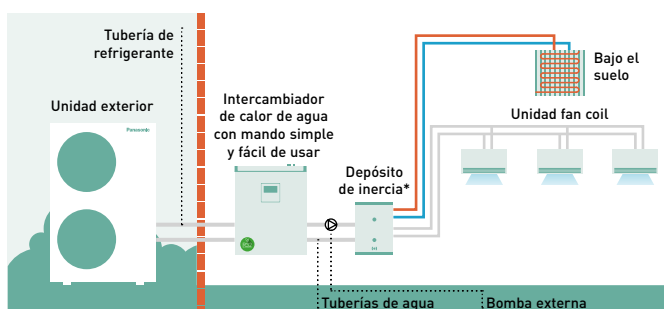 Tubería de
refrigerante
Unidad exterior
Panasonic
Intercambiador
de calor de agua
con mando simple
y fácil de usar
Depósito
de inercia*
Bajo el
suelo
Unidad fan coil
Tuberías de agua
Bomba externa